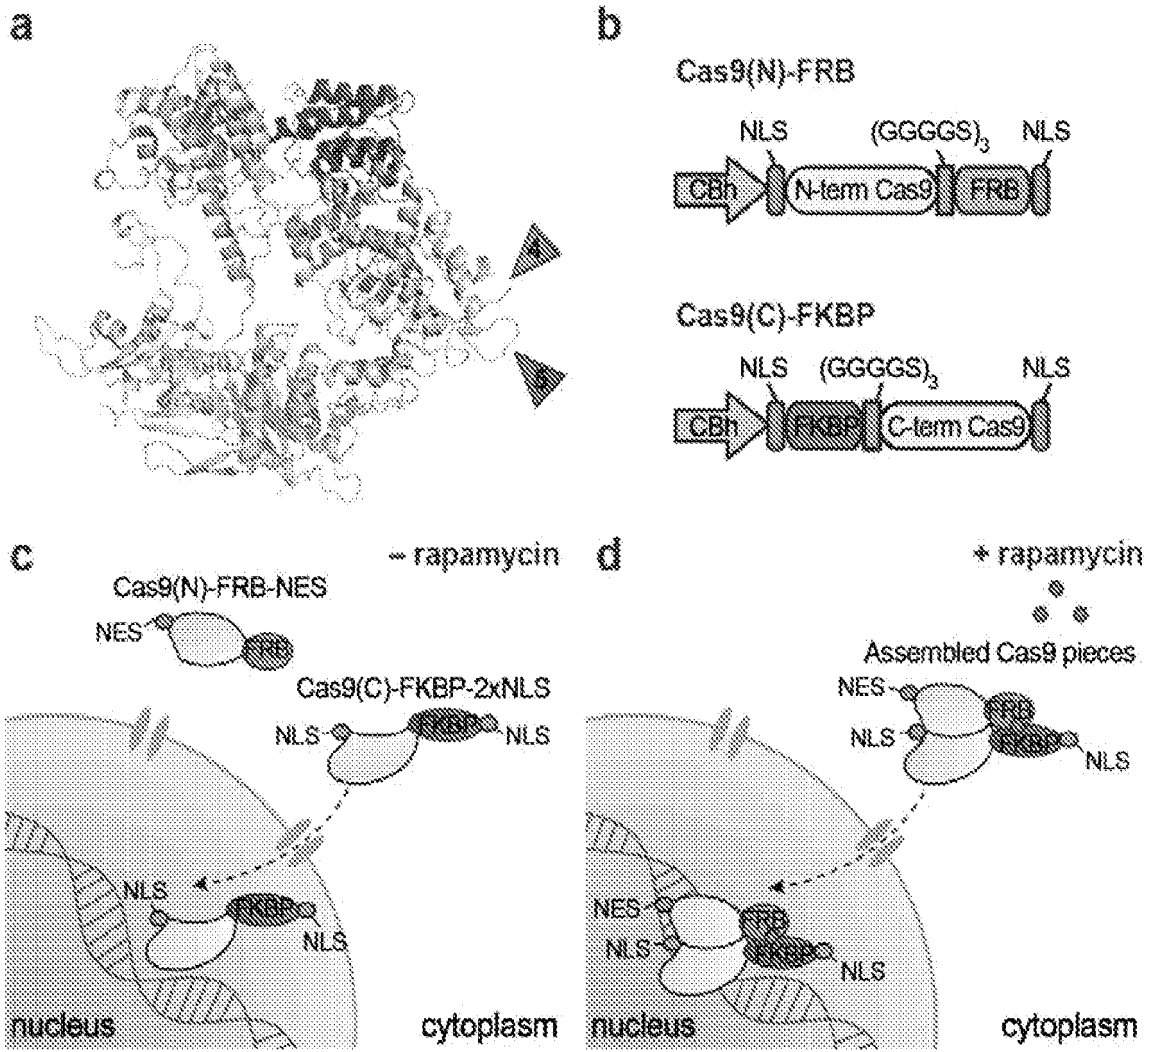 a
4
5
b
Cas9(N)-FRB
NLS (GGGGS)3 NLS
CBh N-term Cas9 FRB
Cas9(C)-FKBP
NLS (GGGGS)3 NLS
CBh FKBP C-term Cas9
c
– rapamycin
Cas9(N)-FRB-NES
NES FRB
Cas9(C)-FKBP-2xNLS
NLS FKBP NLS
NLS FKBP
NLS
nucleus cytoplasm
d
+ rapamycin
Assembled Cas9 pieces
NES FRB
NLS FKBP NLS
NES FRB
NLS FKBP NLS
nucleus cytoplasm